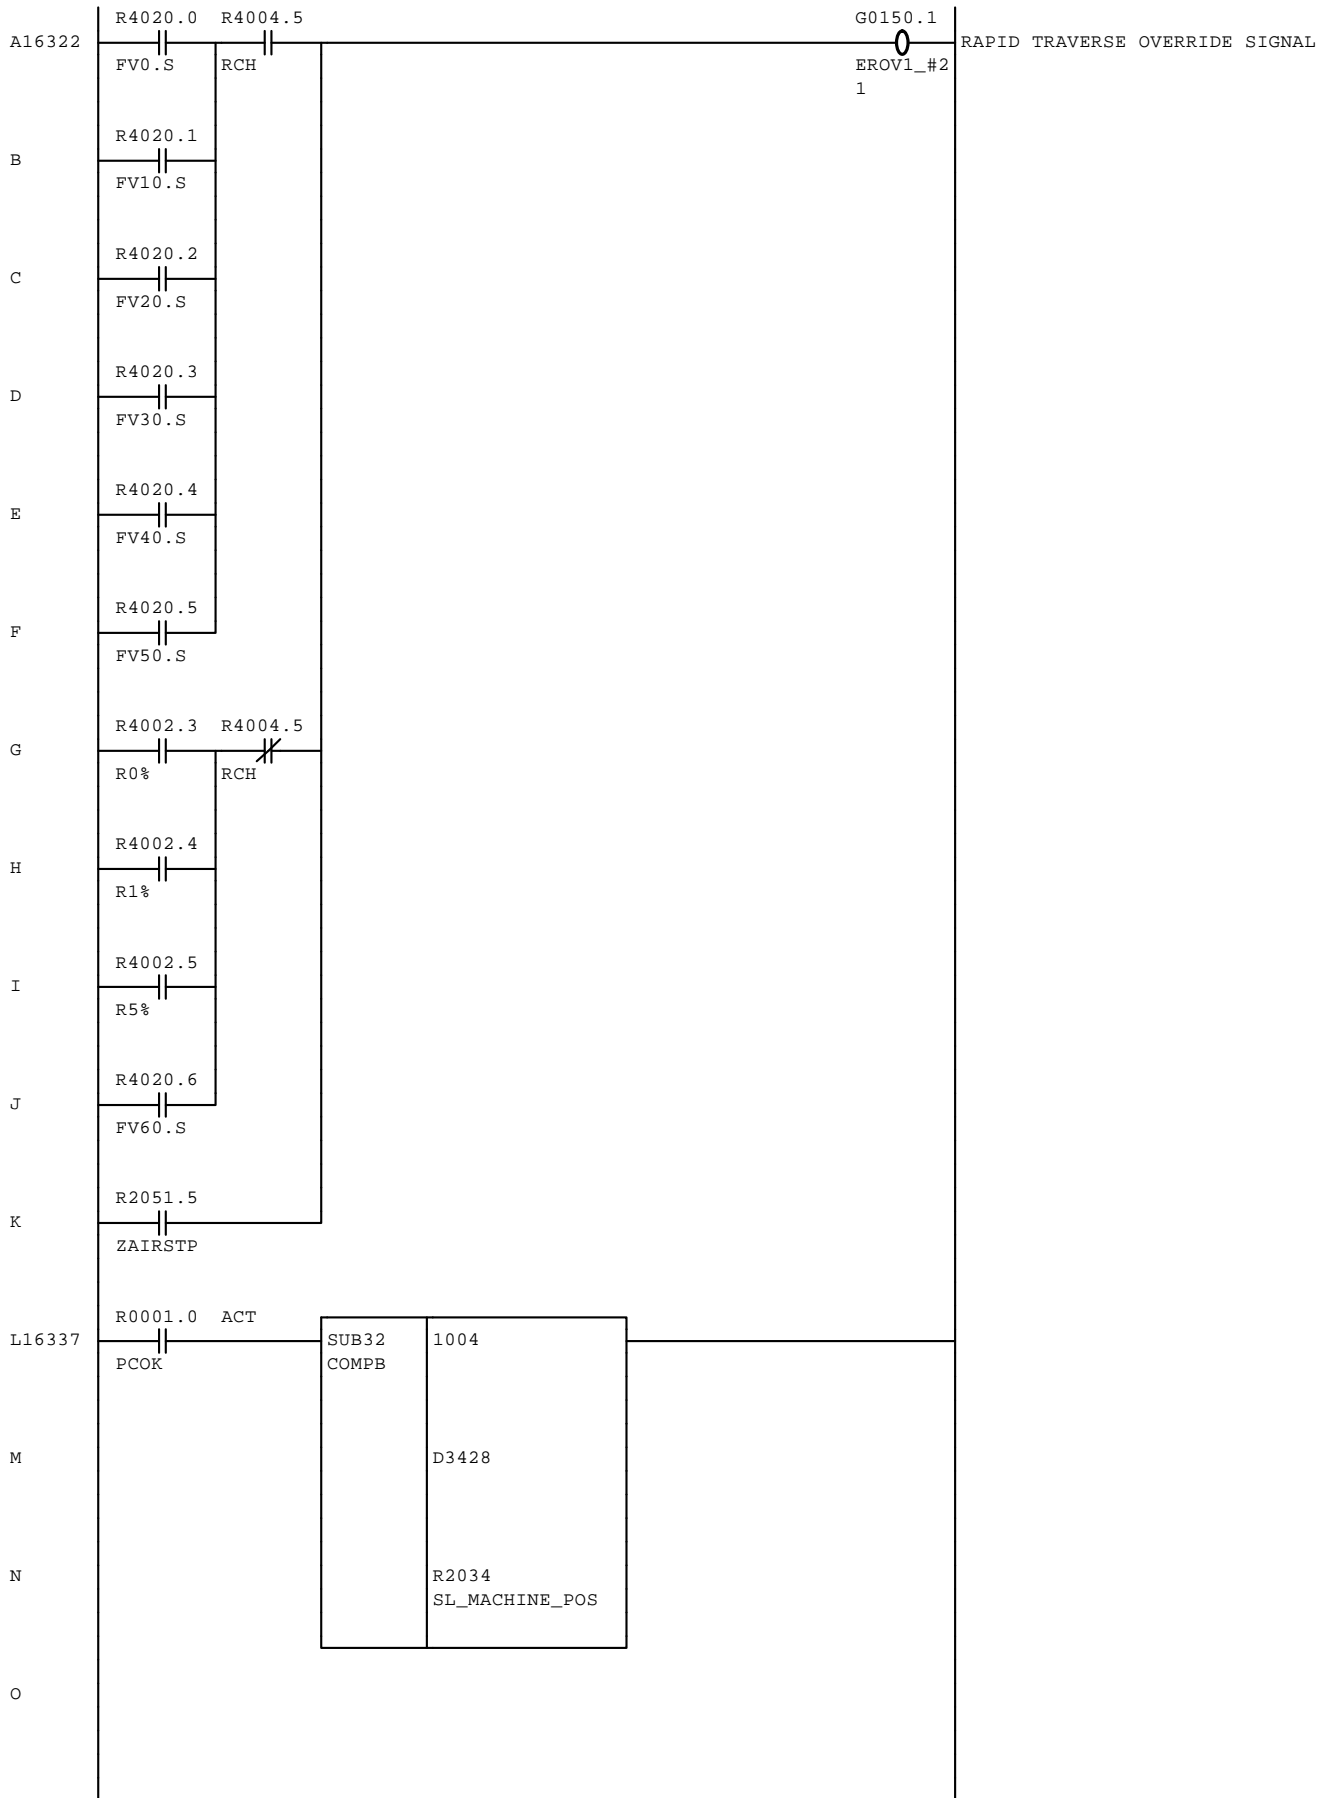 R4020.0 R4004.5 G0150.1
A16322 RAPID TRAVERSE OVERRIDE SIGNAL
FV0.S RCH EROV1_#2
1
R4020.1
B
FV10.S
R4020.2
C
FV20.S
R4020.3
D
FV30.S
R4020.4
E
FV40.S
R4020.5
F
FV50.S
R4002.3 R4004.5
G
R0% RCH
R4002.4
H
R1%
R4002.5
I
R5%
R4020.6
J
FV60.S
R2051.5
K
ZAIRSTP
R0001.0 ACT
L16337 SUB32 1004
PCOK COMPB
M D3428
N R2034
SL_MACHINE_POS
O